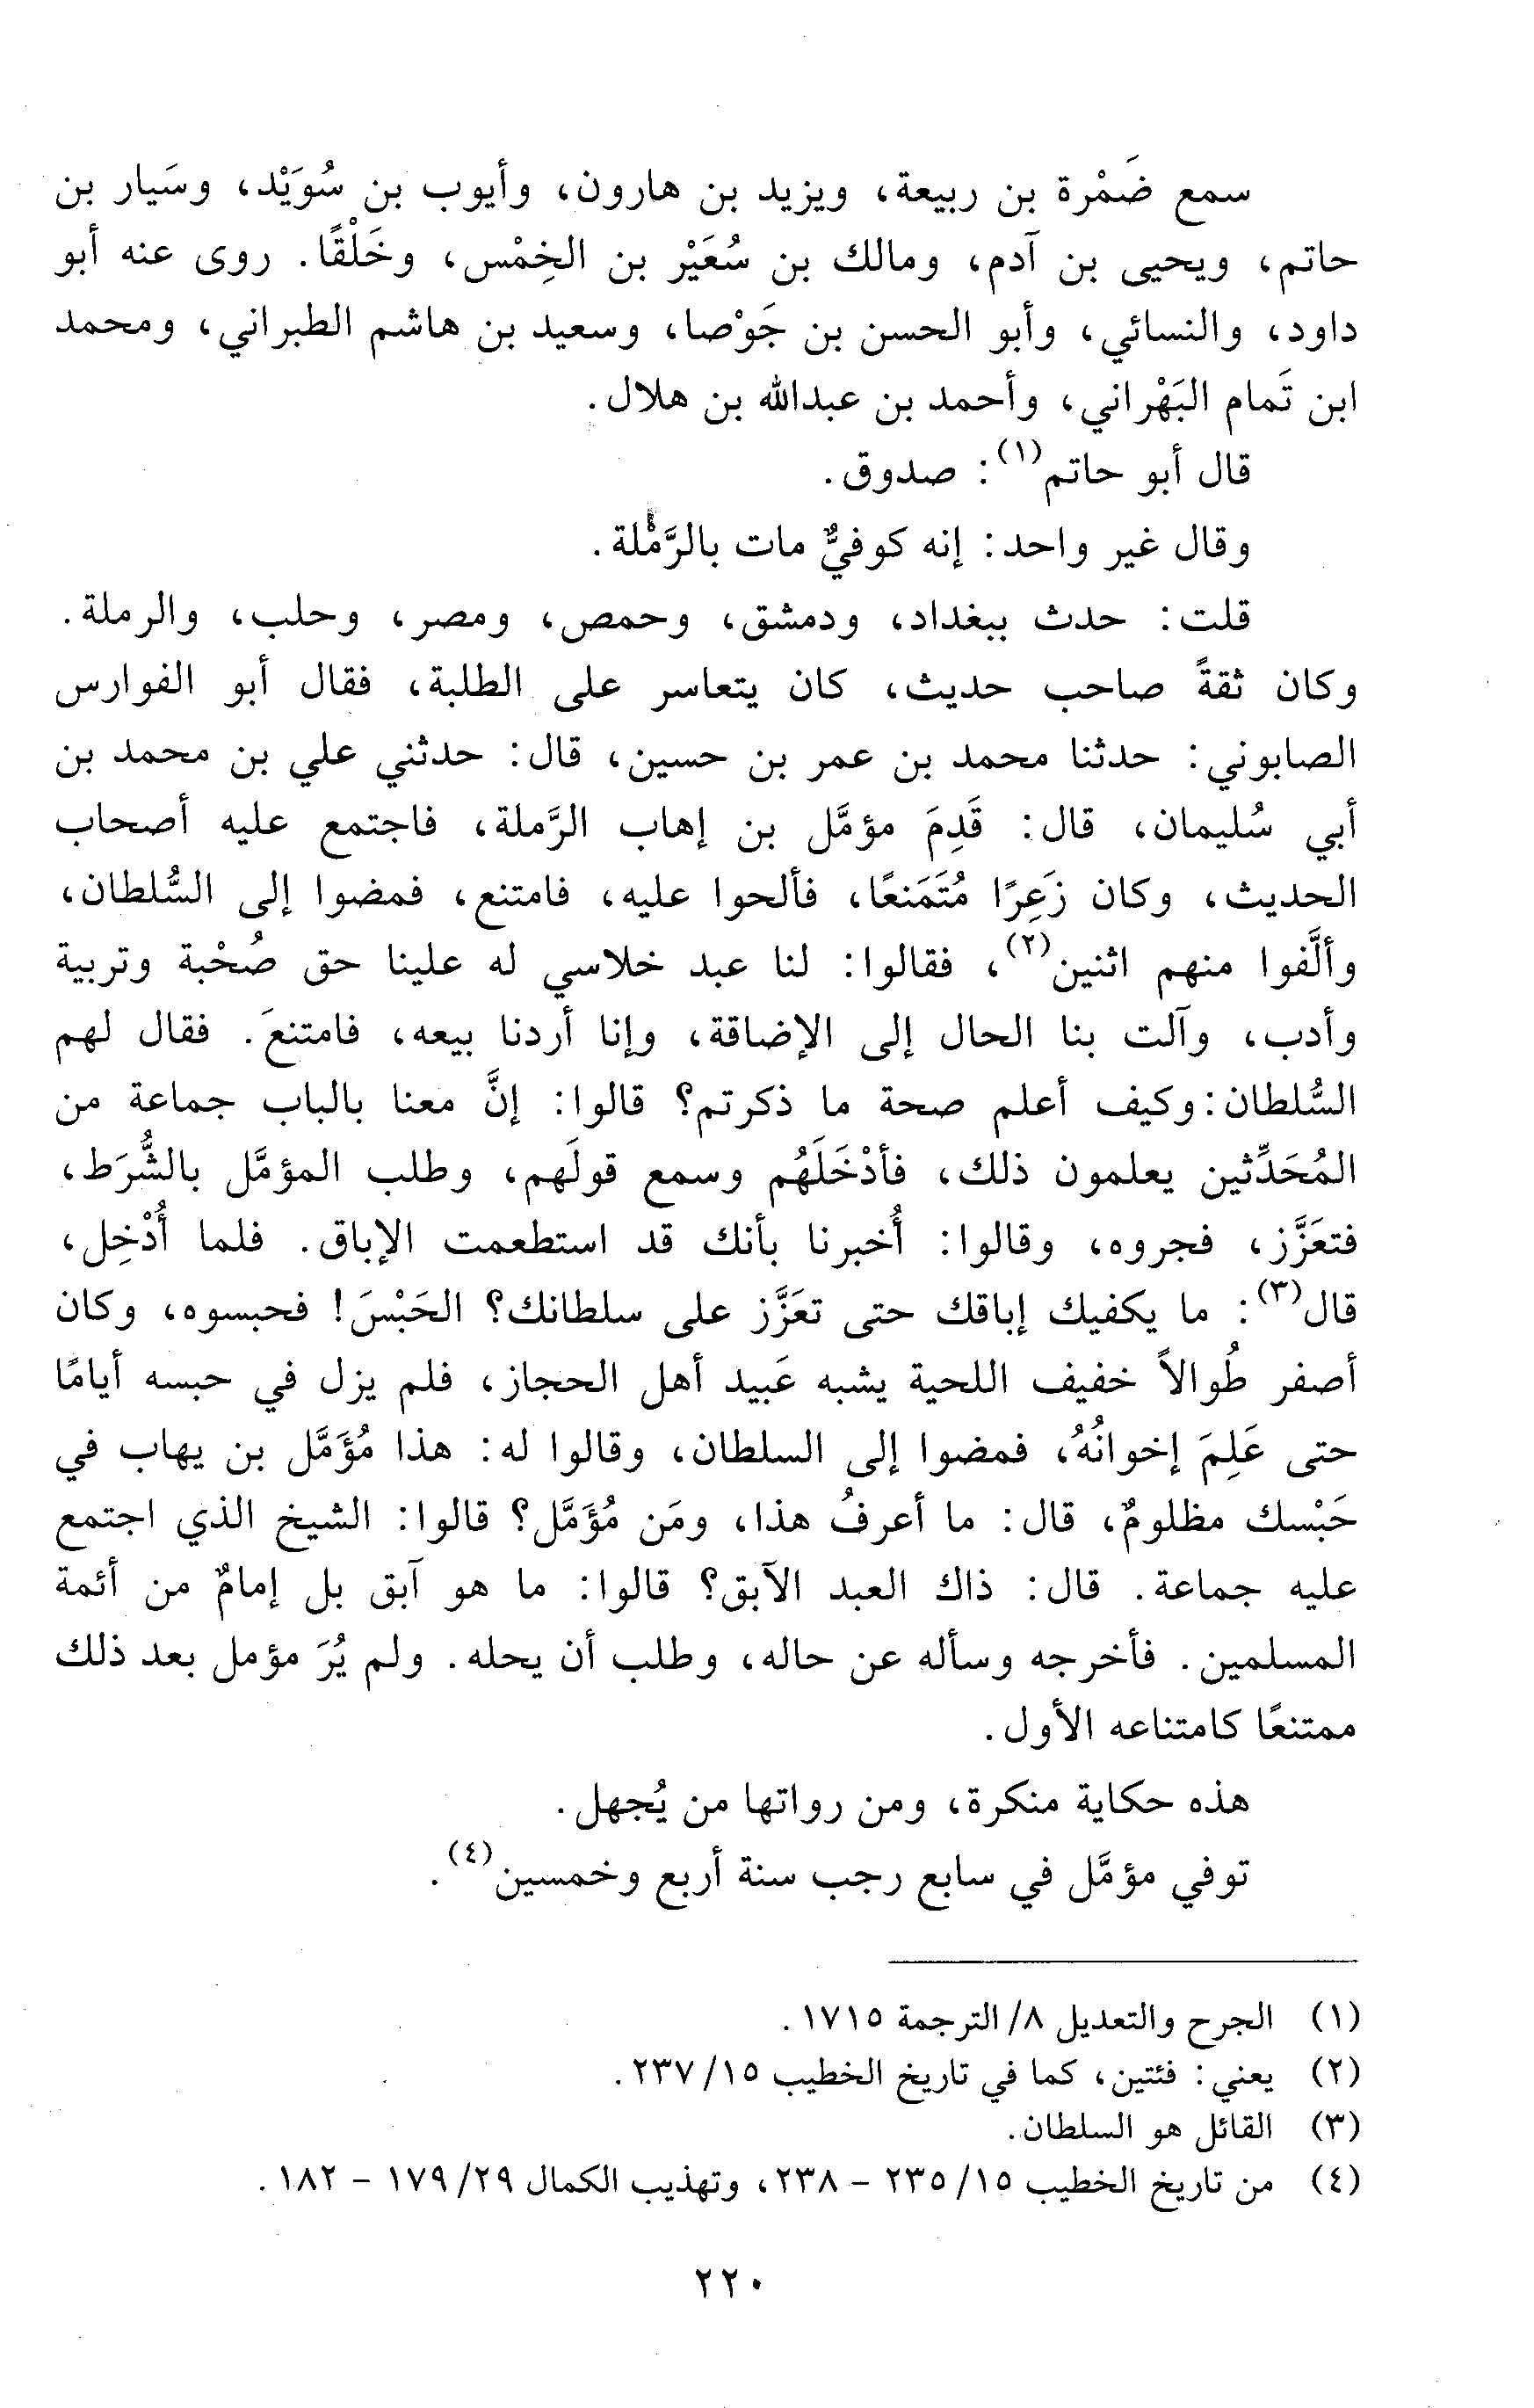 سمع ضَمْرة بن ربيعة، ويزيد بن هارون، وأيوب بن سُوَيْد، وسَيار بن
حاتم، ويحيى بن آدم، ومالك بن سُعَيْر بن الخِمْس، وخَلْقًا. روى عنه أبو
داود، والنسائي، وأبو الحسن بن جَوْصا، وسعيد بن هاشم الطبراني، ومحمد
ابن تَمام البَهْراني، وأحمد بن عبدالله بن هلال.
قال أبو حاتم(١): صدوق.
وقال غير واحد: إنه كوفيٌّ مات بالرَّمْلة.
قلت: حدث ببغداد، ودمشق، وحمص، ومصر، وحلب، والرملة.
وكان ثقةً صاحب حديث، كان يتعاسر على الطلبة، فقال أبو الفوارس
الصابوني: حدثنا محمد بن عمر بن حسين، قال: حدثني علي بن محمد بن
أبي سُليمان، قال: قَدِمَ مؤمَّل بن إهاب الرَّملة، فاجتمع عليه أصحاب
الحديث، وكان زَعِرًا مُتَمَنعًا، فألحوا عليه، فامتنع، فمضوا إلى السُّلطان،
وألَّفوا منهم اثنين(٢)، فقالوا: لنا عبد خلاسي له علينا حق صُحْبة وتربية
وأدب، وآلت بنا الحال إلى الإضاقة، وإنا أردنا بيعه، فامتنعَ. فقال لهم
السُّلطان: وكيف أعلم صحة ما ذكرتم؟ قالوا: إنَّ معنا بالباب جماعة من
المُحَدِّثين يعلمون ذلك، فأدْخَلَهُم وسمع قولَهم، وطلب المؤمَّل بالشُّرَط،
فتعَزَّز، فجروه، وقالوا: أُخبرنا بأنك قد استطعمت الإباق. فلما أُدْخِل،
قال(٣): ما يكفيك إباقك حتى تعَزَّز على سلطانك؟ الحَبْسَ! فحبسوه، وكان
أصفر طُوالاً خفيف اللحية يشبه عَبيد أهل الحجاز، فلم يزل في حبسه أيامًا
حتى عَلِمَ إخوانُهُ، فمضوا إلى السلطان، وقالوا له: هذا مُؤَمَّل بن يهاب في
حَبْسك مظلومٌ، قال: ما أعرفُ هذا، ومَن مُؤَمَّل؟ قالوا: الشيخ الذي اجتمع
عليه جماعة. قال: ذاك العبد الآبق؟ قالوا: ما هو آبق بل إمامٌ من أئمة
المسلمين. فأخرجه وسأله عن حاله، وطلب أن يحله. ولم يُرَ مؤمل بعد ذلك
ممتنعًا كامتناعه الأول.
هذه حكاية منكرة، ومن رواتها من يُجهل.
توفي مؤمَّل في سابع رجب سنة أربع وخمسين(٤).
(١) الجرح والتعديل ٨/ الترجمة ١٧١٥.
(٢) يعني: فئتين، كما في تاريخ الخطيب ١٥/ ٢٣٧.
(٣) القائل هو السلطان.
(٤) من تاريخ الخطيب ١٥/ ٢٣٥ - ٢٣٨، وتهذيب الكمال ٢٩/ ١٧٩ - ١٨٢.
٢٢٠